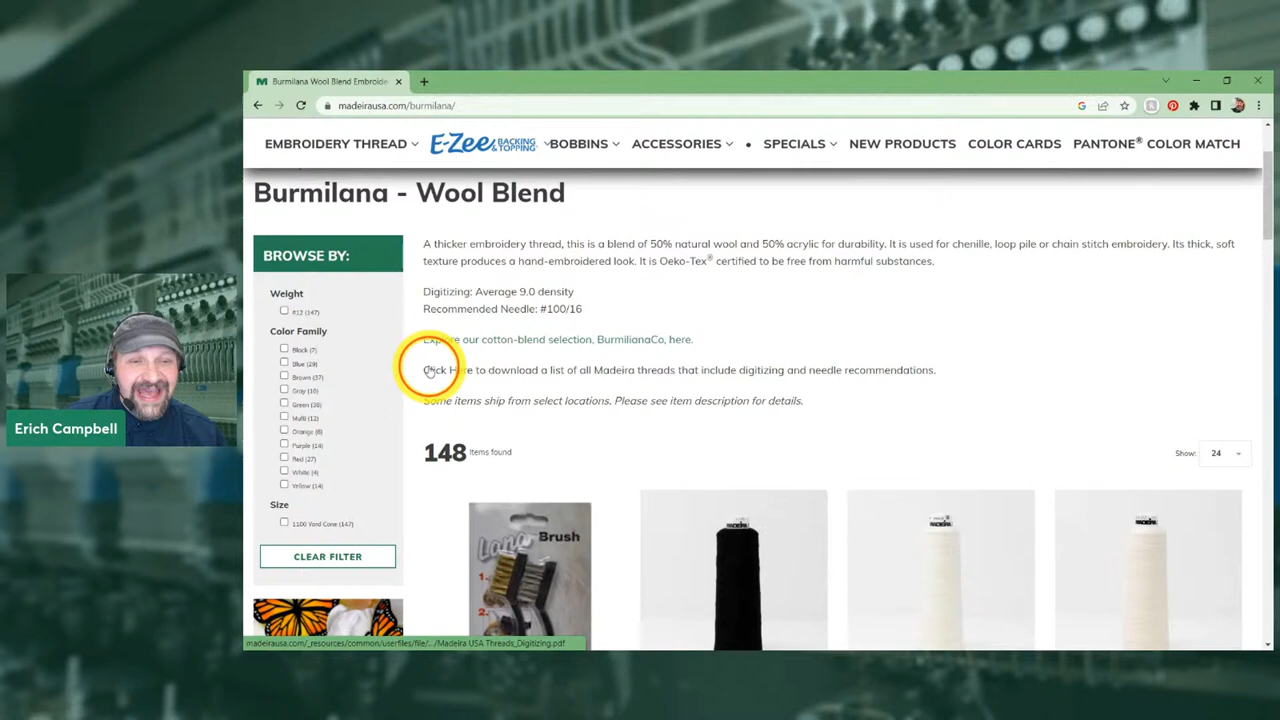 Burmilana Wool Blend Embroide
madeirausa.com/burmilana/
EMBROIDERY THREAD
E-Zee BACKING & TOPPING
BOBBINS
ACCESSORIES
SPECIALS
NEW PRODUCTS
COLOR CARDS
PANTONE® COLOR MATCH
Burmilana - Wool Blend
BROWSE BY:
Weight
#12 (147)
Color Family
Black (7)
Blue (29)
Brown (37)
Gray (10)
Green (30)
Multi (12)
Orange (6)
Purple (14)
Red (27)
White (4)
Yellow (14)
Size
1100 Yard Cone (147)
CLEAR FILTER
A thicker embroidery thread, this is a blend of 50% natural wool and 50% acrylic for durability. It is used for chenille, loop pile or chain stitch embroidery. Its thick, soft
texture produces a hand-embroidered look. It is Oeko-Tex® certified to be free from harmful substances.
Digitizing: Average 9.0 density
Recommended Needle: #100/16
Explore our cotton-blend selection, BurmilanaCo, here.
Click Here to download a list of all Madeira threads that include digitizing and needle recommendations.
Some items ship from select locations. Please see item description for details.
148 Items found
Show: 24
Lana Brush
1.
2.
MADEIRA
MADEIRA
MADEIRA
madeirausa.com/_resources/common/userfiles/file/.../Madeira USA Threads_Digitizing.pdf
Erich Campbell